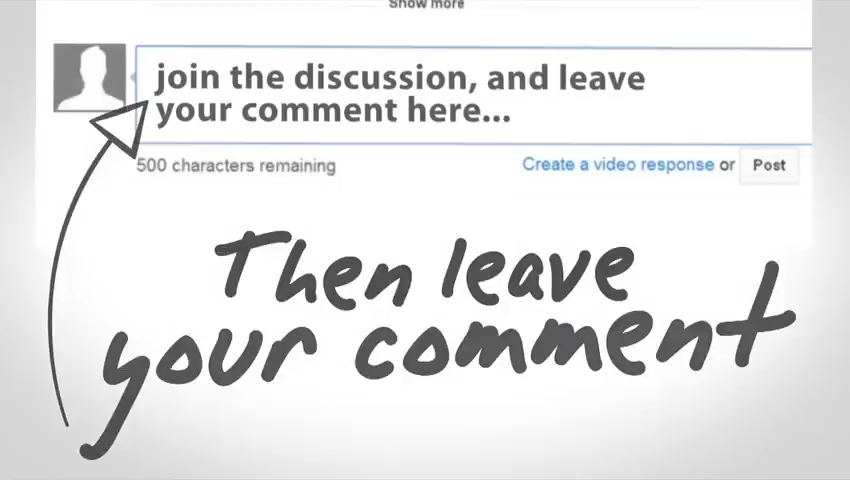 Show more
join the discussion, and leave
your comment here...
500 characters remaining
Create a video response or Post
Then leave
your comment